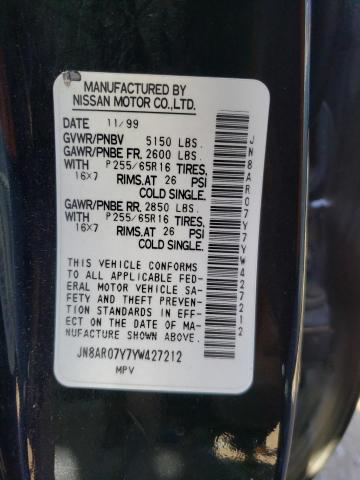 MANUFACTURED BY
NISSAN MOTOR CO.,LTD.
DATE 11/99
GVWR/PNBV 5150 LBS.
GAWR/PNBE FR. 2600 LBS.
WITH P255/65R16 TIRES,
16X7 RIMS,AT 26 PSI
COLD SINGLE.
GAWR/PNBE RR. 2850 LBS.
WITH P255/65R16 TIRES,
16X7 RIMS,AT 26 PSI
COLD SINGLE.
THIS VEHICLE CONFORMS
TO ALL APPLICABLE FED-
ERAL MOTOR VEHICLE SA-
FETY AND THEFT PREVEN-
TION STANDARDS IN EFF-
ECT ON THE DATE OF MA-
NUFACTURE SHOWN ABOVE.
JN8AR07Y7YW427212
MPV
JN8AR07Y7YW427212